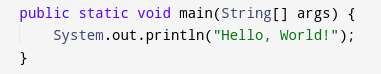 public static void main(String[] args) {
    System.out.println("Hello, World!");
}